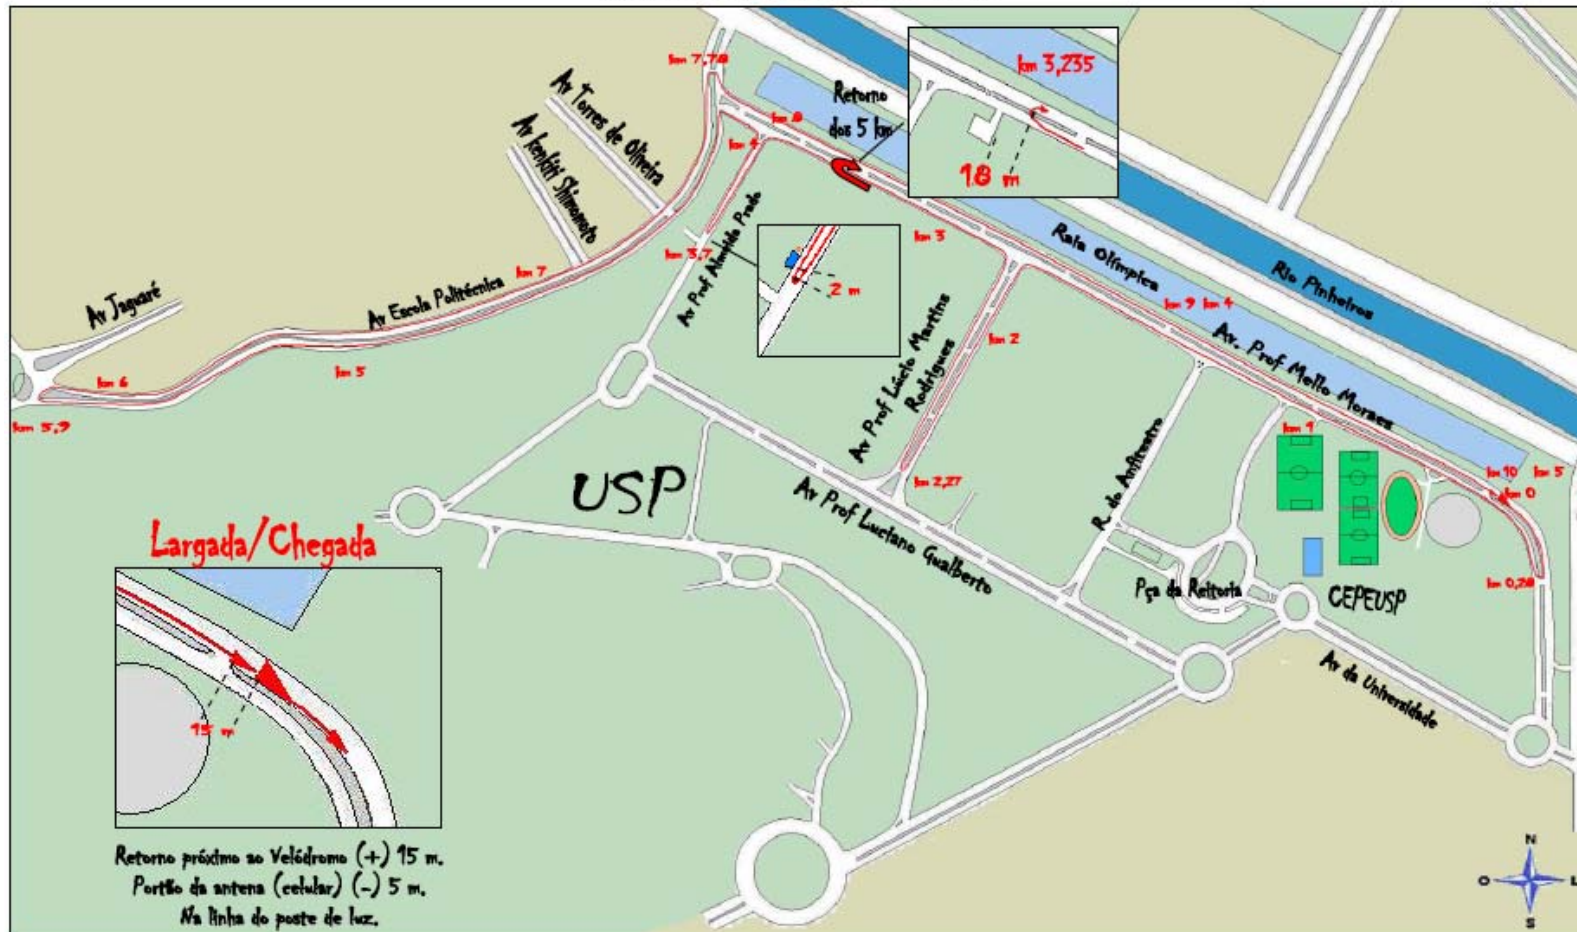 km 7,78
km 3,235
Av Torres de Oliveira
Retorno
dos 5 km
km 8
Av Kenkiti Shimomoto
km 4
18 m
Av Prof Almeida Prado
km 3
Raia Olímpica
Rio Pinheiros
km 3,7
km 7
2 m
Av Escola Politécnica
Av Jaguaré
km 9 km 4
Av. Prof Mello Moraes
km 2
Av Prof Lúcio Martins
Rodrigues
km 5
km 6
km 5,9
km 1
R. do Anfiteatro
km 10
km 5
km 0
km 2,27
USP
Av Prof Luciano Gualberto
Largada/Chegada
km 0,28
Pça da Reitoria
CEPEUSP
Av da Universidade
15 m
Retorno próximo ao Velódromo (+) 15 m.
Portão da antena (celular) (-) 5 m.
Na linha do poste de luz.
N
O
L
S